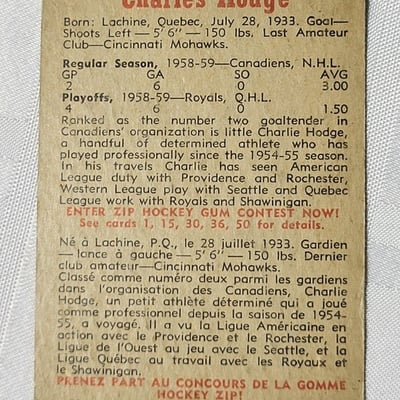 Charles Hodge
Born: Lachine, Quebec, July 28, 1933. Goal—
Shoots Left — 5' 6" — 150 lbs. Last Amateur
Club—Cincinnati Mohawks.
Regular Season, 1958-59—Canadiens, N.H.L.
GP GA SO AVG
2 6 0 3.00
Playoffs, 1958-59—Royals, Q.H.L.
4 6 0 1.50
Ranked as the number two goaltender in
Canadiens' organization is little Charlie Hodge,
a handful of determined athlete who has
played professionally since the 1954-55 season.
In his travels Charlie has seen American
League duty with Providence and Rochester,
Western League play with Seattle and Quebec
League work with Royals and Shawinigan.
ENTER ZIP HOCKEY GUM CONTEST NOW!
See cards 1, 15, 30, 36, 50 for details.
Né à Lachine, P.Q., le 28 juillet 1933. Gardien
— lance à gauche — 5' 6" — 150 lbs. Dernier
club amateur—Cincinnati Mohawks.
Classé comme numéro deux parmi les gardiens
dans l'organisation des Canadiens, Charlie
Hodge, un petit athlète déterminé qui a joué
comme professionnel depuis la saison de 1954-
55, a voyagé. Il a vu la Ligue Américaine en
action avec le Providence et le Rochester, la
Ligue de l'Ouest au jeu avec le Seattle, et la
Ligue Québec au travail avec les Royaux et
le Shawinigan.
PRENEZ PART AU CONCOURS DE LA GOMME
HOCKEY ZIP!